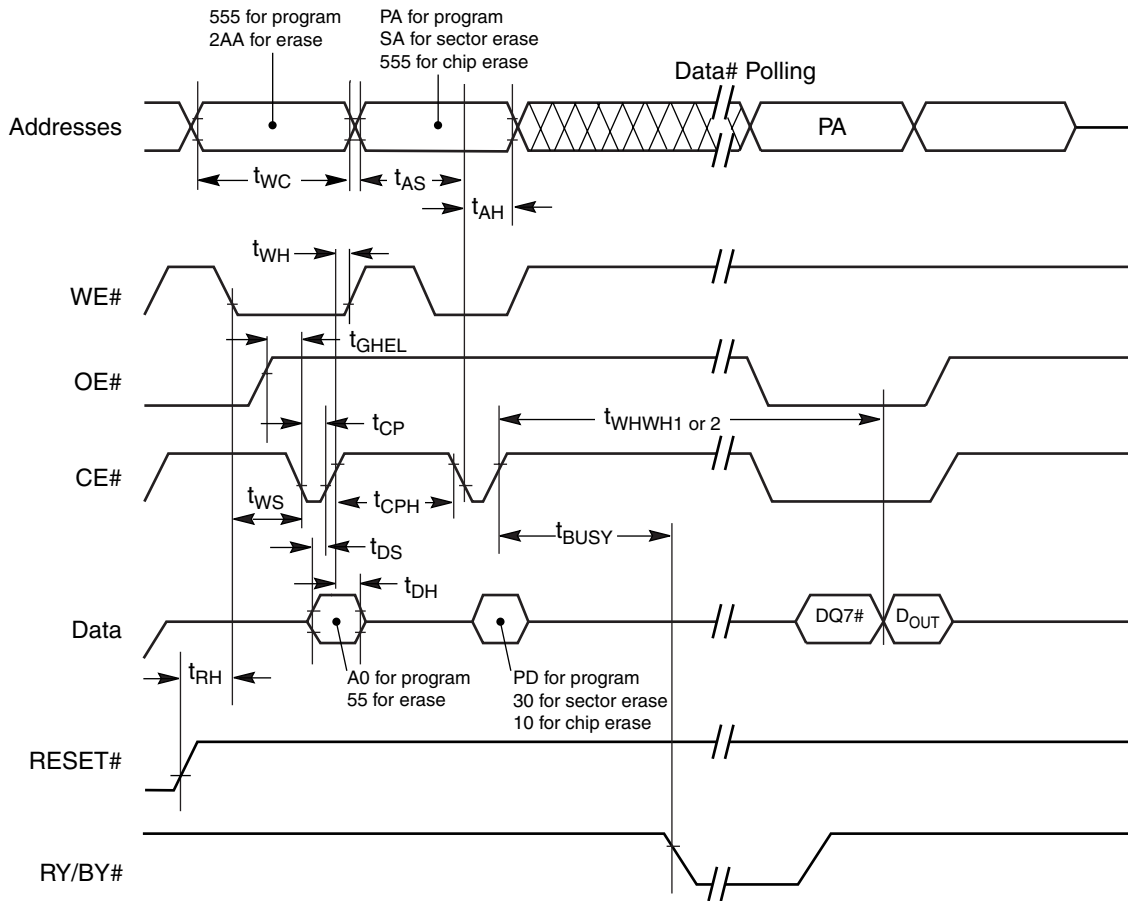 555 for program
2AA for erase
PA for program
SA for sector erase
555 for chip erase
Data# Polling
Addresses
PA
tWC
tAS
tAH
tWH
WE#
tGHEL
OE#
tWHWH1 or 2
tCP
CE#
tWS
tCPH
tBUSY
tDS
tDH
Data
DQ7#
DOUT
tRH
A0 for program
55 for erase
PD for program
30 for sector erase
10 for chip erase
RESET#
RY/BY#